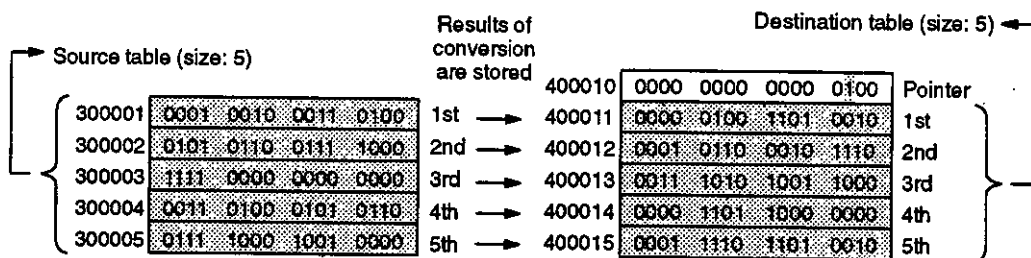 Source table (size: 5)
Results of
conversion
are stored
Destination table (size: 5)
400010 0000 0000 0000 0100 Pointer
300001 0001 0010 0011 0100 1st 400011 0000 0100 1101 0010 1st
300002 0101 0110 0111 1000 2nd 400012 0001 0110 0010 1110 2nd
300003 1111 0000 0000 0000 3rd 400013 0011 1010 1001 1000 3rd
300004 0011 0100 0101 0110 4th 400014 0000 1101 1000 0000 4th
300005 0111 1000 1001 0000 5th 400015 0001 1110 1101 0010 5th